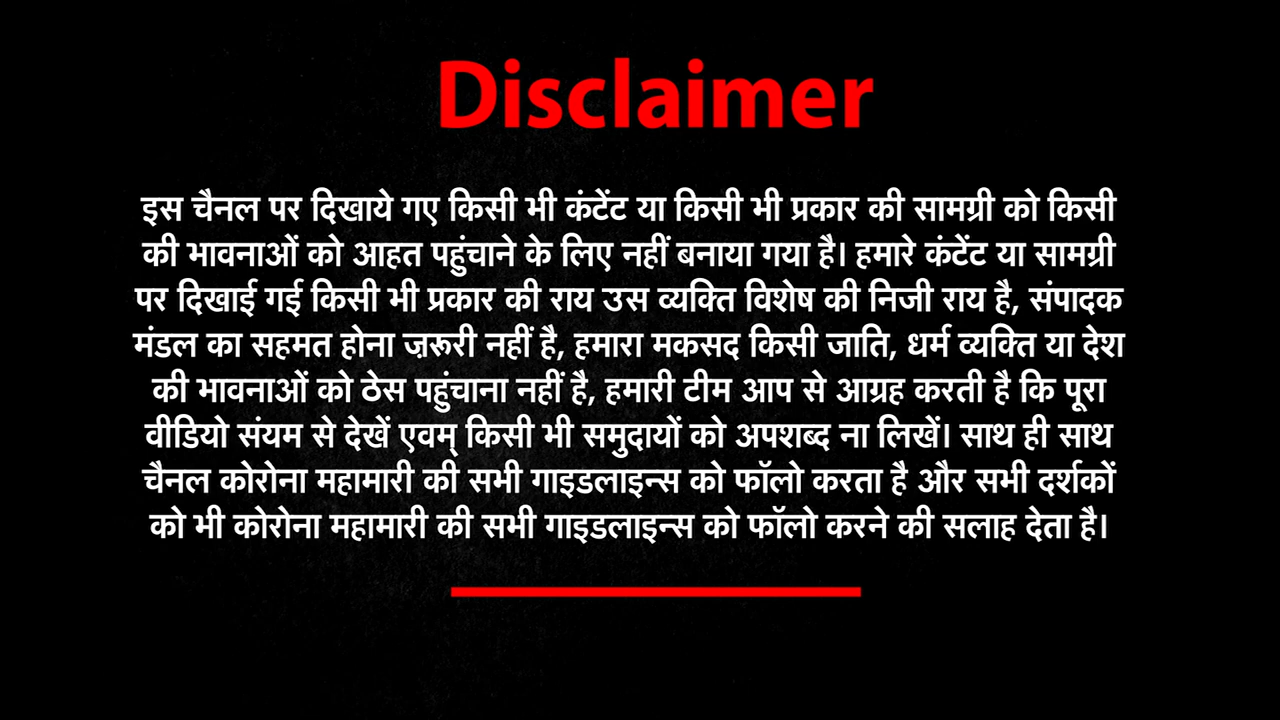 Disclaimer
इस चैनल पर दिखाये गए किसी भी कंटेंट या किसी भी प्रकार की सामग्री को किसी
की भावनाओं को आहत पहुंचाने के लिए नहीं बनाया गया है। हमारे कंटेंट या सामग्री
पर दिखाई गई किसी भी प्रकार की राय उस व्यक्ति विशेष की निजी राय है, संपादक
मंडल का सहमत होना ज़रूरी नहीं है, हमारा मकसद किसी जाति, धर्म व्यक्ति या देश
की भावनाओं को ठेस पहुंचाना नहीं है, हमारी टीम आप से आग्रह करती है कि पूरा
वीडियो संयम से देखें एवम् किसी भी समुदायों को अपशब्द ना लिखें। साथ ही साथ
चैनल कोरोना महामारी की सभी गाइडलाइन्स को फॉलो करता है और सभी दर्शकों
को भी कोरोना महामारी की सभी गाइडलाइन्स को फॉलो करने की सलाह देता है।